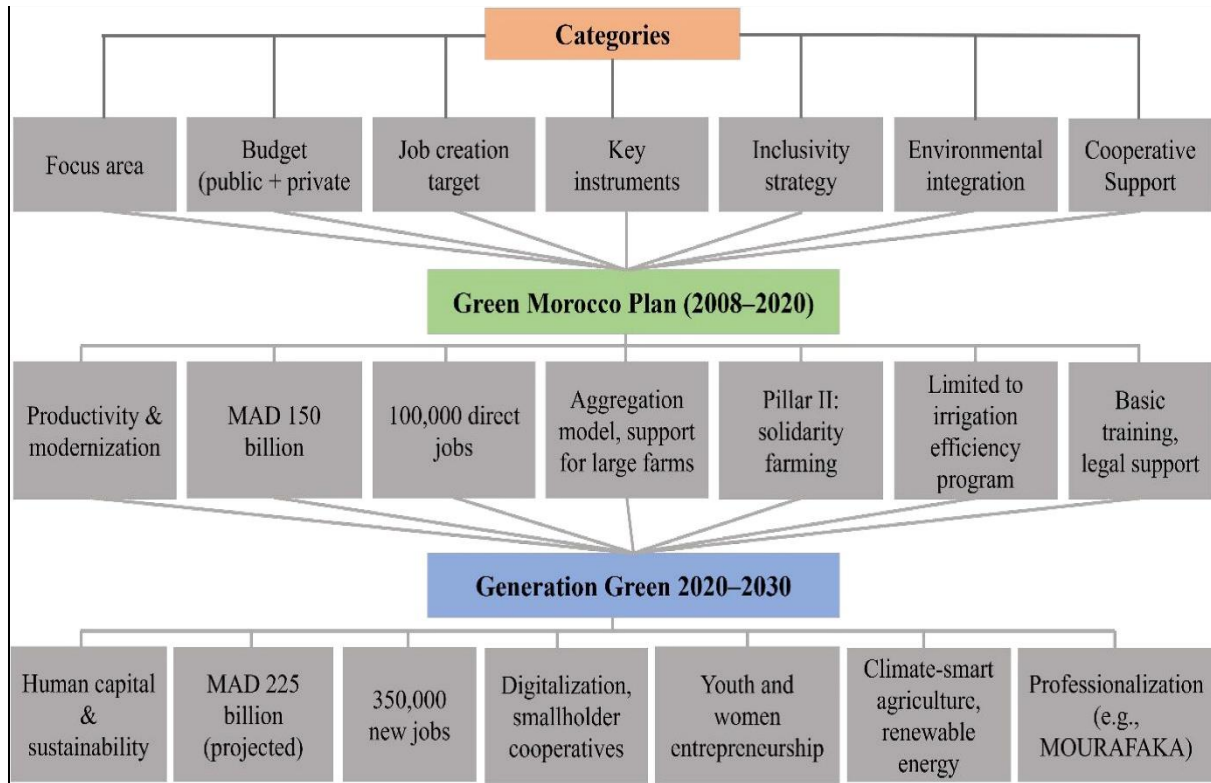 Categories
Focus area
Budget
(public + private
Job creation
target
Key
instruments
Inclusivity
strategy
Environmental
integration
Cooperative
Support
Green Morocco Plan (2008–2020)
Productivity &
modernization
MAD 150
billion
100,000 direct
jobs
Aggregation
model, support
for large farms
Pillar II:
solidarity
farming
Limited to
irrigation
efficiency
program
Basic
training,
legal support
Generation Green 2020–2030
Human capital
&
sustainability
MAD 225
billion
(projected)
350,000
new jobs
Digitalization,
smallholder
cooperatives
Youth and
women
entrepreneurship
Climate-smart
agriculture,
renewable
energy
Professionalization
(e.g.,
MOURAFAKA)